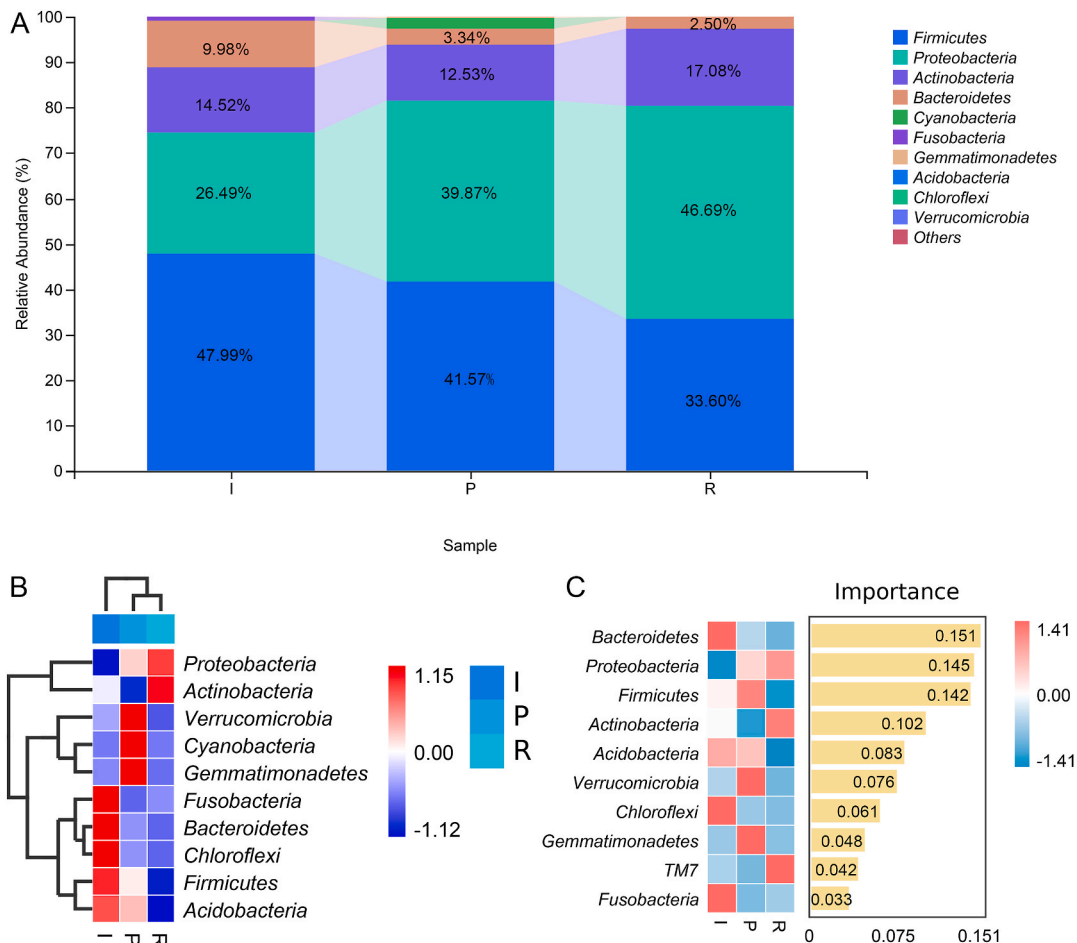 A
Relative Abundance (%)
100
90
80
70
60
50
40
30
20
10
0
9.98%
14.52%
26.49%
47.99%
3.34%
12.53%
39.87%
41.57%
2.50%
17.08%
46.69%
33.60%
I
P
R
Sample
Firmicutes
Proteobacteria
Actinobacteria
Bacteroidetes
Cyanobacteria
Fusobacteria
Gemmatimonadetes
Acidobacteria
Chloroflexi
Verrucomicrobia
Others
B
Proteobacteria
Actinobacteria
Verrucomicrobia
Cyanobacteria
Gemmatimonadetes
Fusobacteria
Bacteroidetes
Chloroflexi
Firmicutes
Acidobacteria
I P R
1.15
0.00
-1.12
I
P
R
C
Importance
Bacteroidetes 0.151
Proteobacteria 0.145
Firmicutes 0.142
Actinobacteria 0.102
Acidobacteria 0.083
Verrucomicrobia 0.076
Chloroflexi 0.061
Gemmatimonadetes 0.048
TM7 0.042
Fusobacteria 0.033
I P R
0 0.075 0.151
1.41
0.00
-1.41